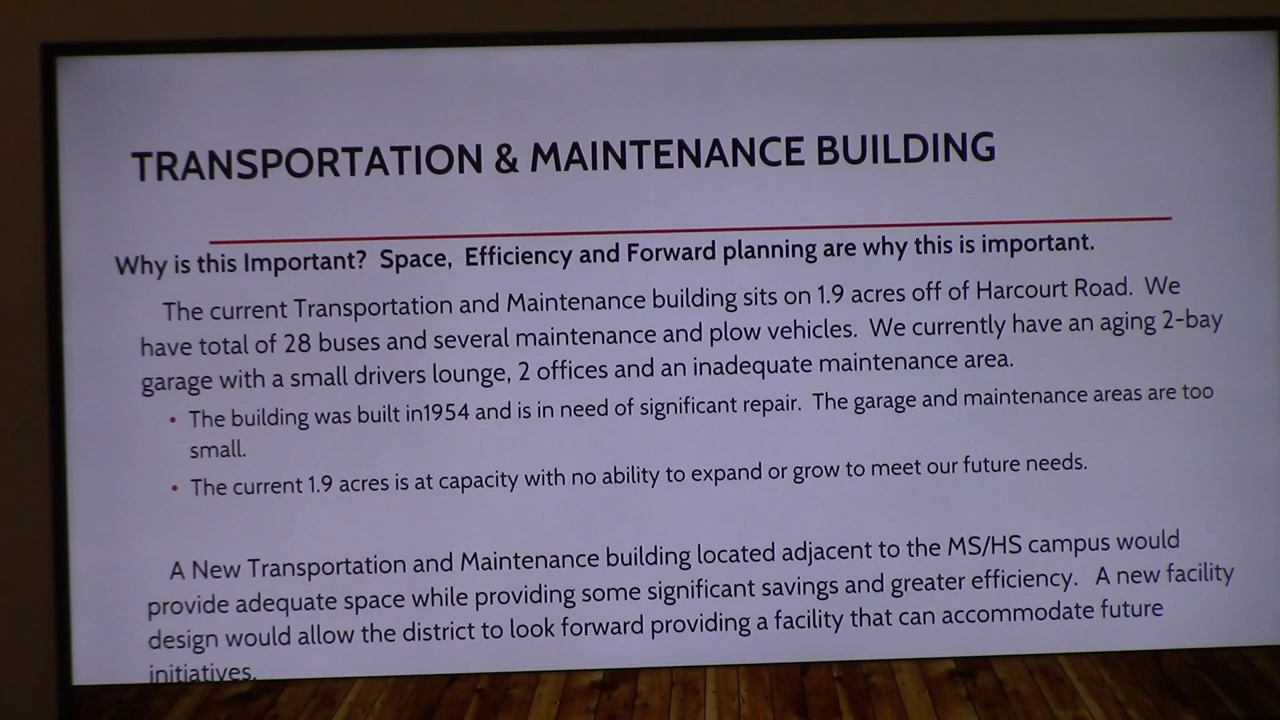 TRANSPORTATION & MAINTENANCE BUILDING
Why is this Important? Space, Efficiency and Forward planning are why this is important.
The current Transportation and Maintenance building sits on 1.9 acres off of Harcourt Road. We
have total of 28 buses and several maintenance and plow vehicles. We currently have an aging 2-bay
garage with a small drivers lounge, 2 offices and an inadequate maintenance area.
• The building was built in1954 and is in need of significant repair. The garage and maintenance areas are too
small.
• The current 1.9 acres is at capacity with no ability to expand or grow to meet our future needs.
A New Transportation and Maintenance building located adjacent to the MS/HS campus would
provide adequate space while providing some significant savings and greater efficiency. A new facility
design would allow the district to look forward providing a facility that can accommodate future
initiatives.